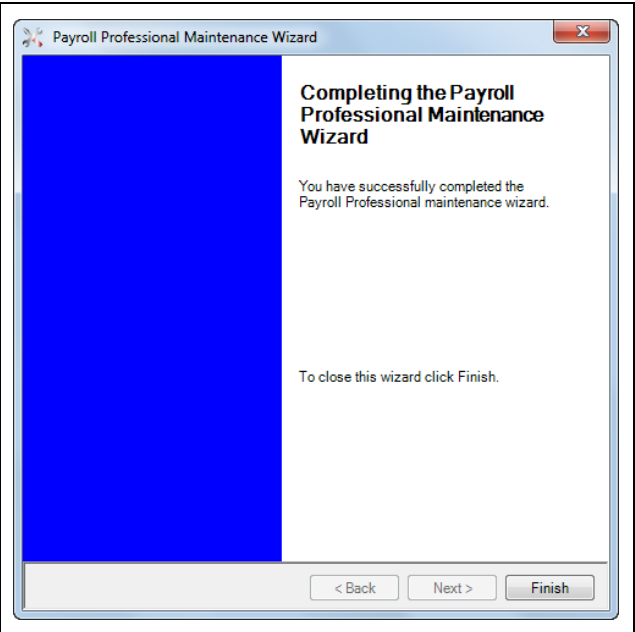 Payroll Professional Maintenance Wizard
Completing the Payroll
Professional Maintenance
Wizard
You have successfully completed the
Payroll Professional maintenance wizard.
To close this wizard click Finish.
< Back
Next >
Finish